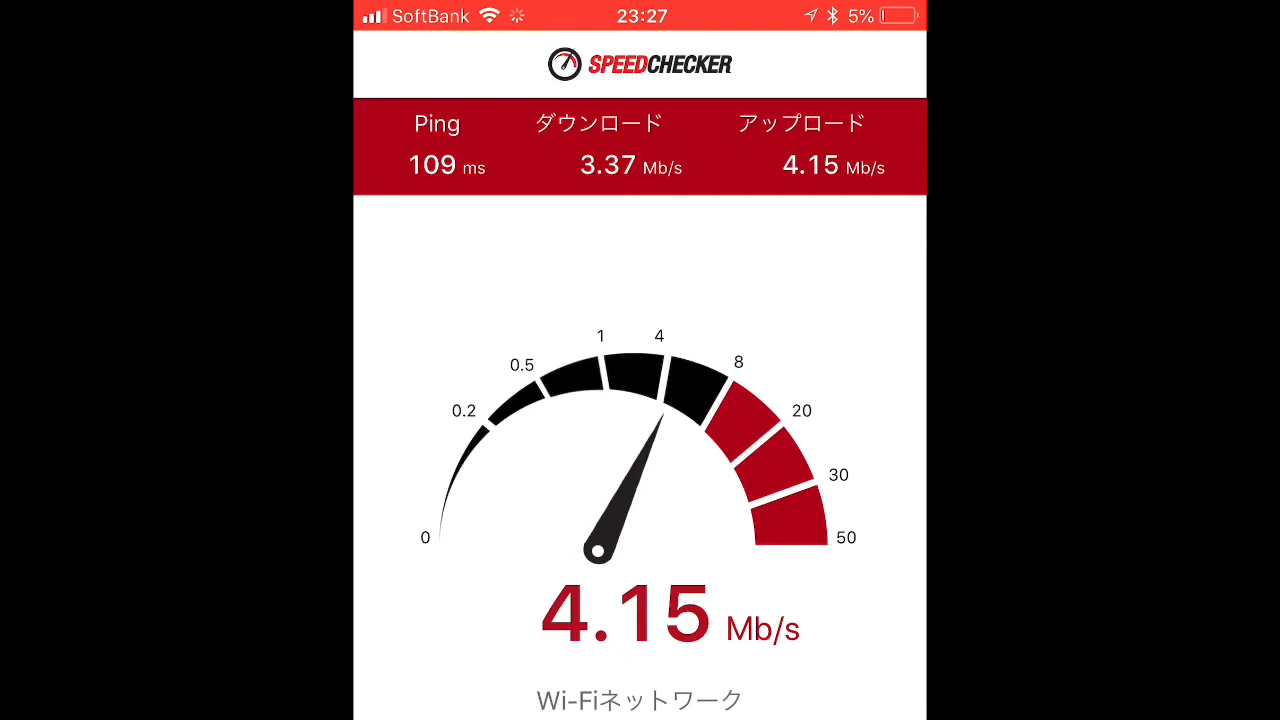 SoftBank 23:27 5%
SPEEDCHECKER
Ping ダウンロード アップロード
109 ms 3.37 Mb/s 4.15 Mb/s
0 0.2 0.5 1 4 8 20 30 50
4.15 Mb/s
Wi-Fiネットワーク